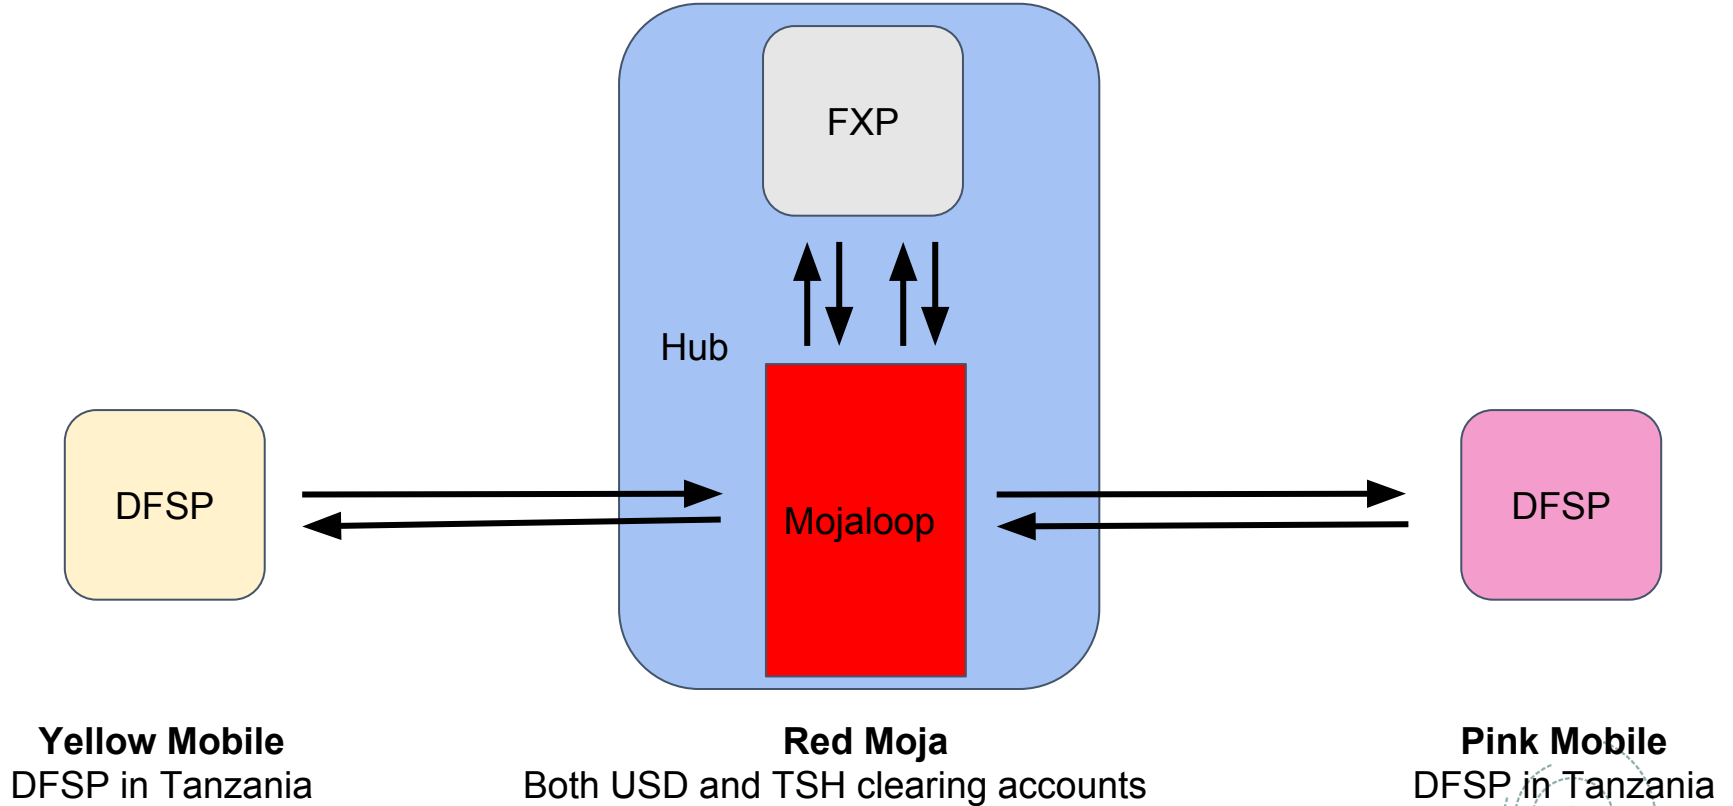 FXP
Hub
DFSP
Mojaloop
DFSP
Yellow Mobile
DFSP in Tanzania
Red Moja
Both USD and TSH clearing accounts
Pink Mobile
DFSP in Tanzania